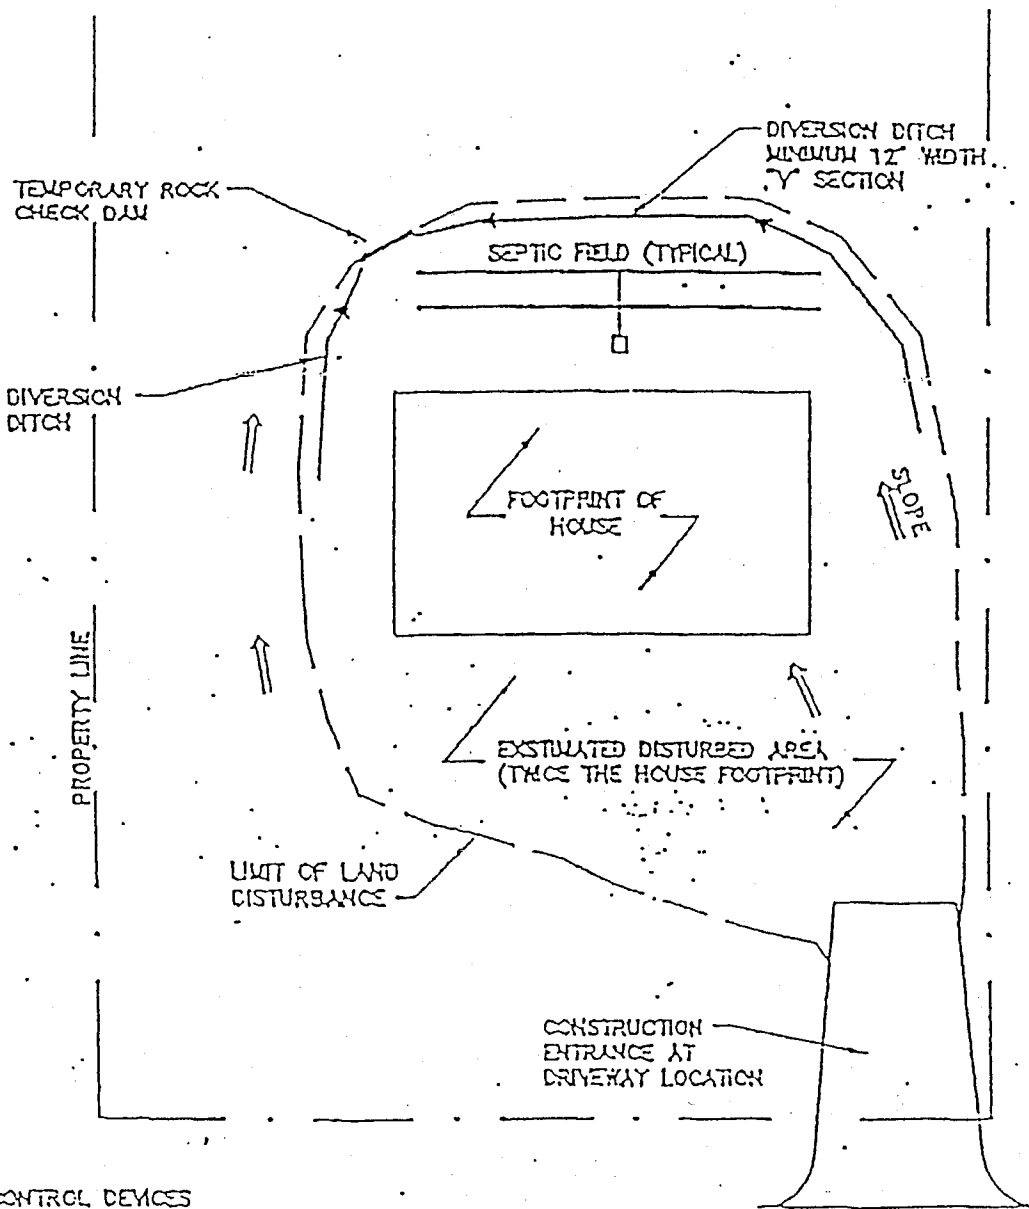 DIVERSION DITCH
MINIMUM 12" WIDTH
"V" SECTION
TEMPORARY ROCK
CHECK DAM
SEPTIC FIELD (TYPICAL)
DIVERSION
DITCH
SLOPE
FOOTPRINT OF
HOUSE
PROPERTY LINE
EXSTIMATED DISTURBED AREA
(TWICE THE HOUSE FOOTPRINT)
LIMIT OF LAND
DISTURBANCE
CONSTRUCTION
ENTRANCE AT
DRIVEWAY LOCATION
CONTROL DEVICES